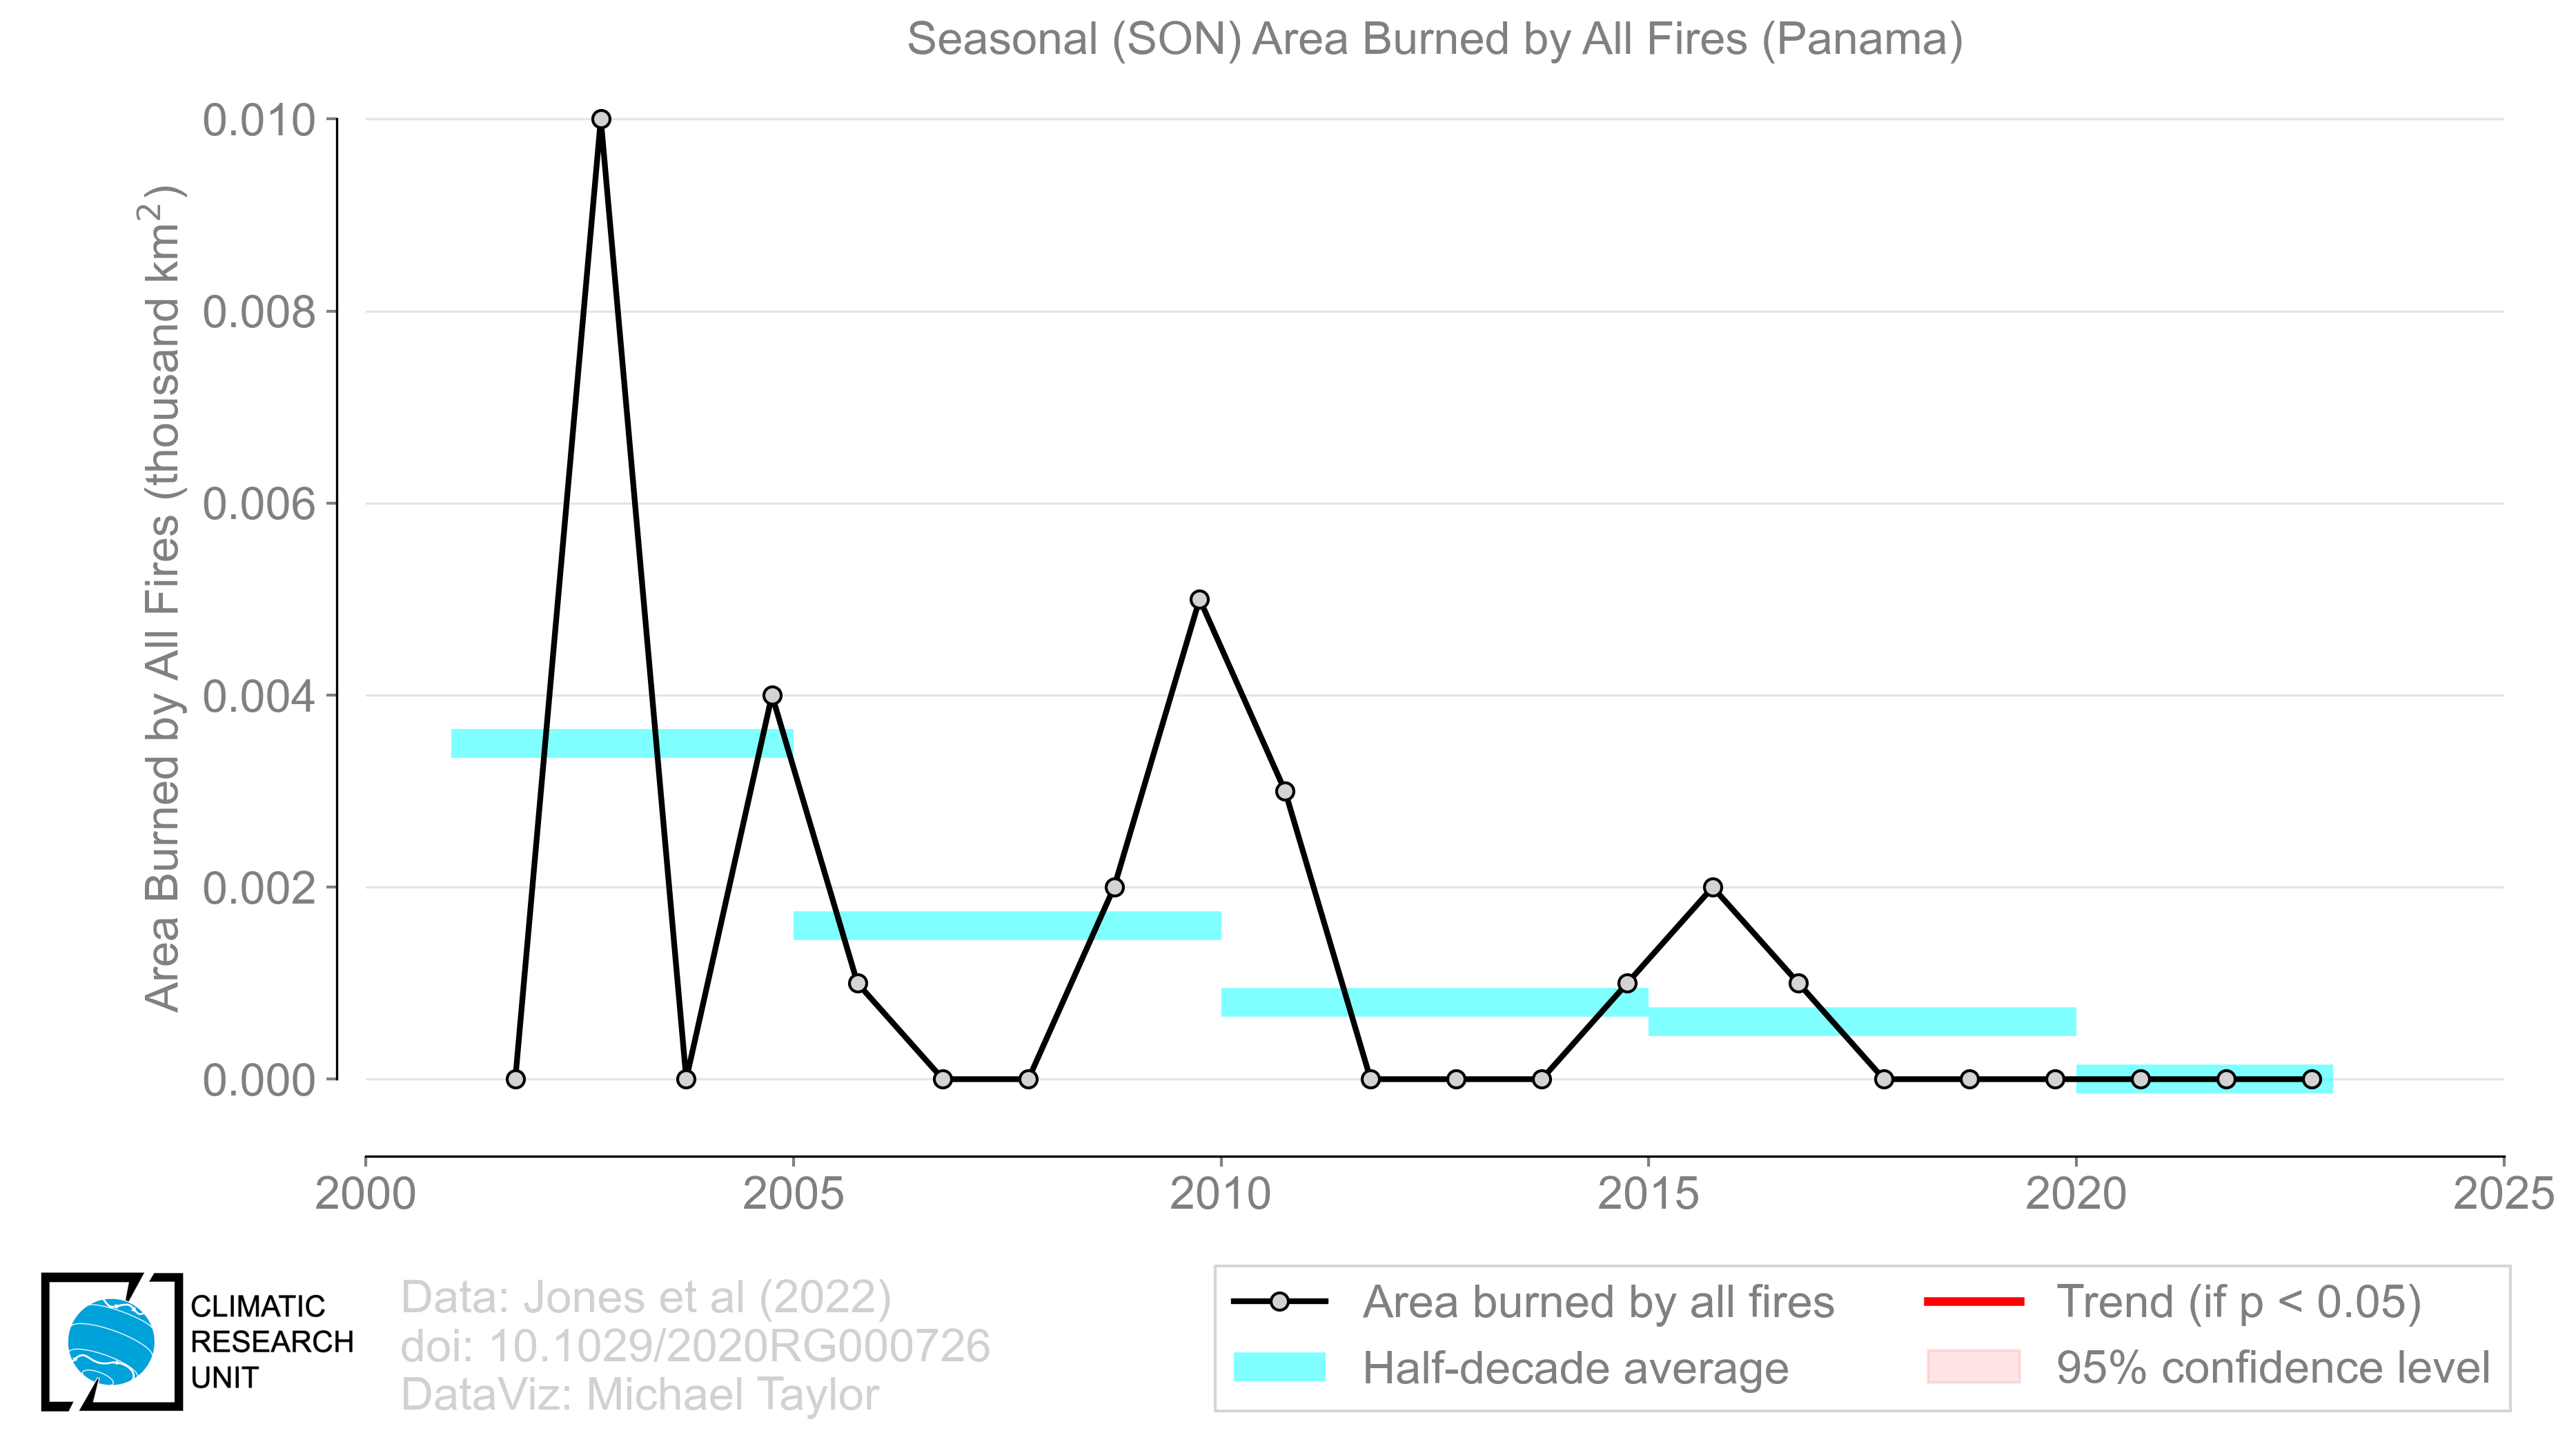 Seasonal (SON) Area Burned by All Fires (Panama)
Area Burned by All Fires (thousand km²)
0.010
0.008
0.006
0.004
0.002
0.000
2000 2005 2010 2015 2020 2025
CLIMATIC
RESEARCH
UNIT
Data: Jones et al (2022)
doi: 10.1029/2020RG000726
DataViz: Michael Taylor
Area burned by all fires
Half-decade average
Trend (if p < 0.05)
95% confidence level